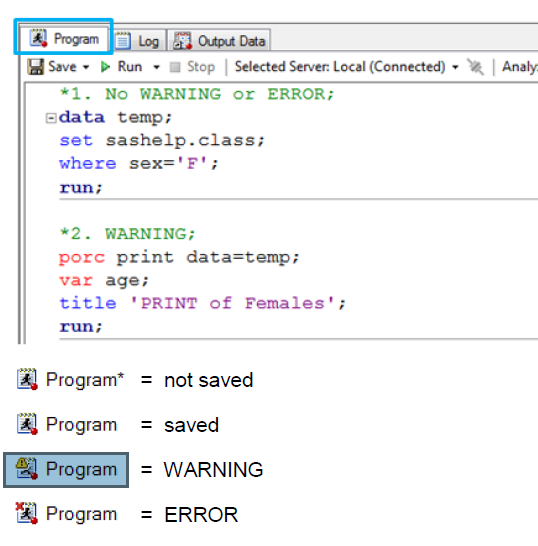 Program Log Output Data
Save Run Stop Selected Server: Local (Connected) Analy
*1. No WARNING or ERROR;
data temp;
set sashelp.class;
where sex='F';
run;
*2. WARNING;
porc print data=temp;
var age;
title 'PRINT of Females';
run;
Program* = not saved
Program = saved
Program = WARNING
Program = ERROR